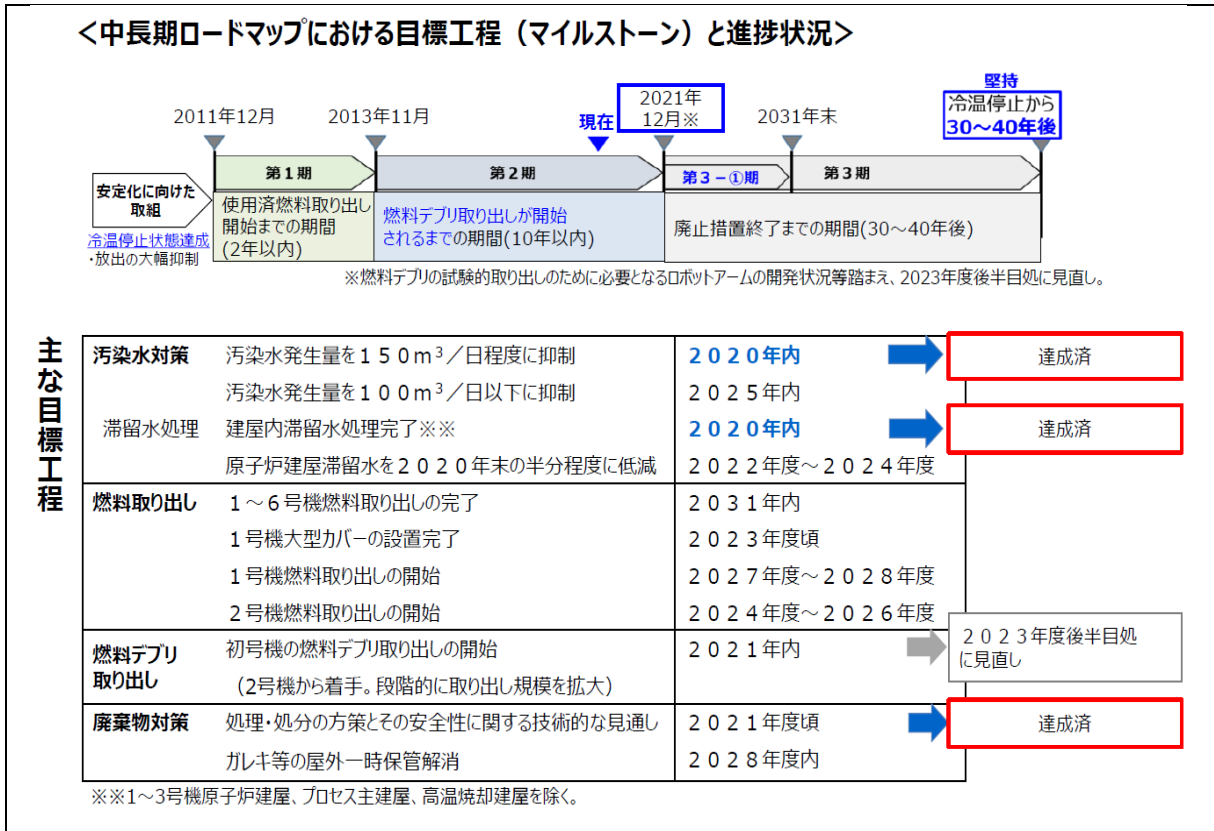 ＜中長期ロードマップにおける目標工程（マイルストーン）と進捗状況＞
堅持
2011年12月
2013年11月
現在
2021年
12月※
2031年末
冷温停止から
30～40年後
安定化に向けた
取組
冷温停止状態達成
・放出の大幅抑制
第１期
使用済燃料取り出し
開始までの期間
(2年以内)
第２期
燃料デブリ取り出しが開始
されるまでの期間(10年以内)
第３－①期
第３期
廃止措置終了までの期間(30～40年後)
※燃料デブリの試験的取り出しのために必要となるロボットアームの開発状況等踏まえ、2023年度後半目処に見直し。
主な目標工程
汚染水対策 汚染水発生量を１５０m³／日程度に抑制 ２０２０年内 達成済
汚染水発生量を１００m³／日以下に抑制 ２０２５年内
滞留水処理 建屋内滞留水処理完了※※ ２０２０年内 達成済
原子炉建屋滞留水を２０２０年末の半分程度に低減 ２０２２年度～２０２４年度
燃料取り出し １～６号機燃料取り出しの完了 ２０３１年内
１号機大型カバーの設置完了 ２０２３年度頃
１号機燃料取り出しの開始 ２０２７年度～２０２８年度
２号機燃料取り出しの開始 ２０２４年度～２０２６年度
燃料デブリ
取り出し
初号機の燃料デブリ取り出しの開始 ２０２１年内
（2号機から着手。段階的に取り出し規模を拡大）
２０２３年度後半目処
に見直し
廃棄物対策 処理・処分の方策とその安全性に関する技術的な見通し ２０２１年度頃 達成済
ガレキ等の屋外一時保管解消 ２０２８年度内
※※1～3号機原子炉建屋、プロセス主建屋、高温焼却建屋を除く。